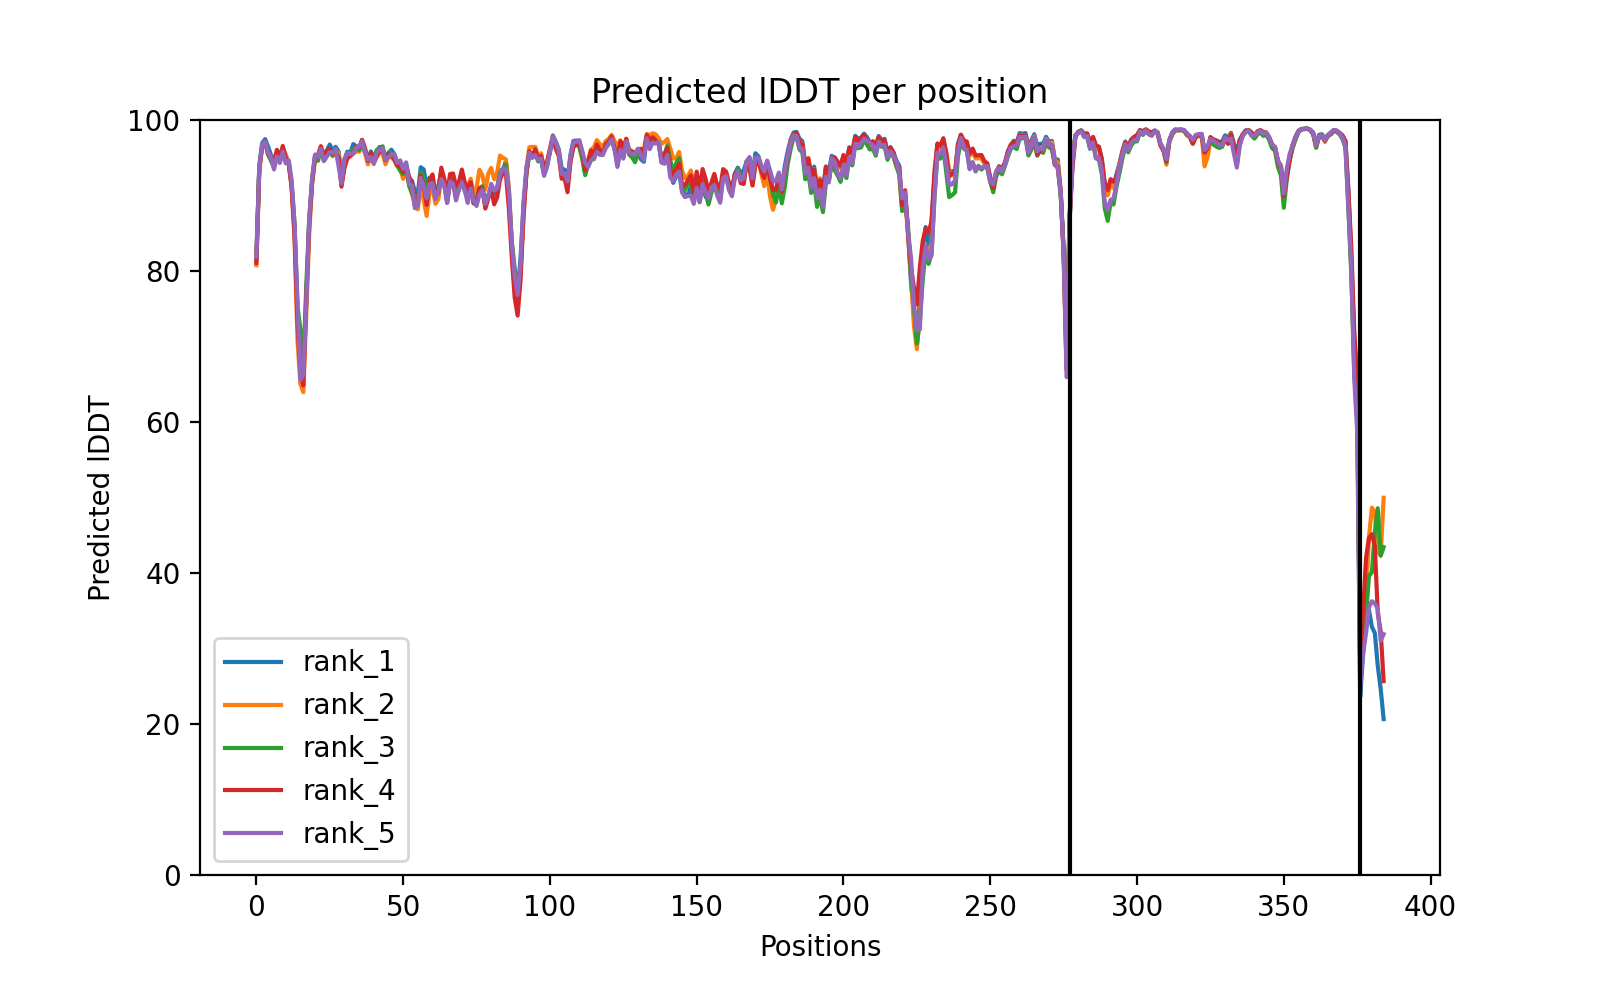 Predicted lDDT per position
100
80
60
40
20
0
Predicted lDDT
rank_1
rank_2
rank_3
rank_4
rank_5
0 50 100 150 200 250 300 350 400
Positions